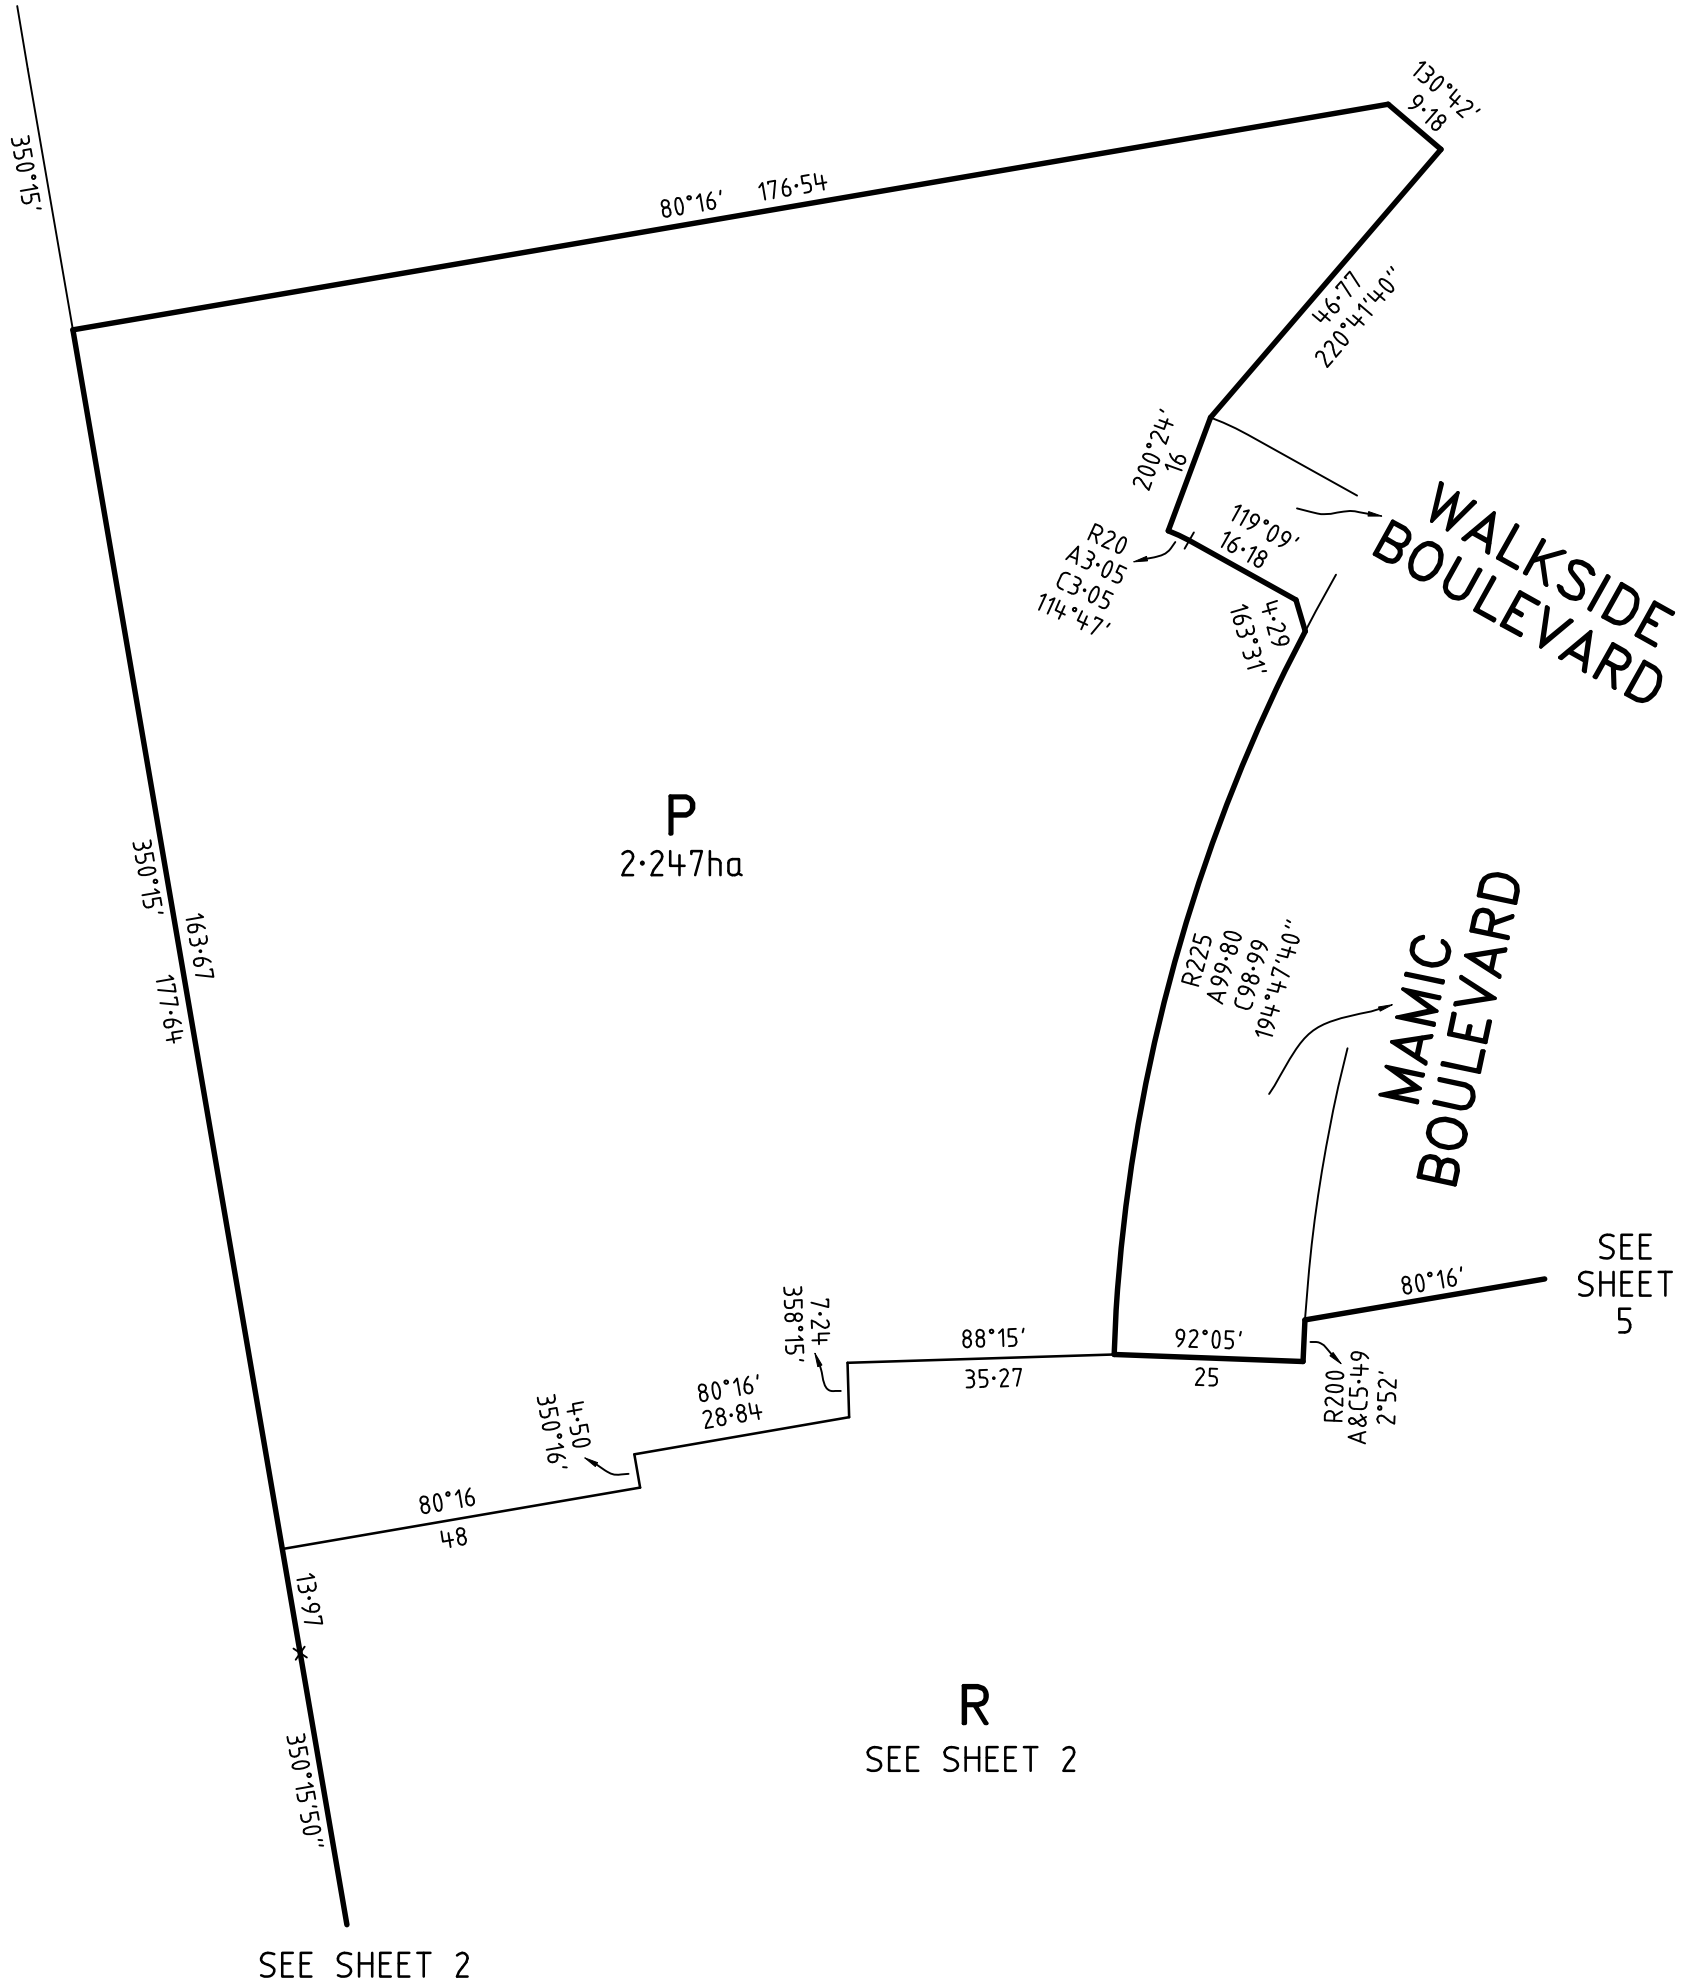 130°42'
9·18
350°15'
80°16' 176·54
46·77
220°41'40"
200°24'
16
WALKSIDE
BOULEVARD
119°09'
16·18
R20
A3·05
C3·05
114°47'
4·29
163°31'
P
2·247ha
350°15'
163·67
177·64
R225
A99·80
C98·99
194°47'40"
MAMIC
BOULEVARD
SEE
SHEET
5
80°16'
7·24
358°15'
88°15'
35·27
92°05'
25
R200
A&C5·49
2°52'
80°16'
28·84
4·50
350°16'
80°16
48
13·97
R
SEE SHEET 2
350°15'50"
SEE SHEET 2